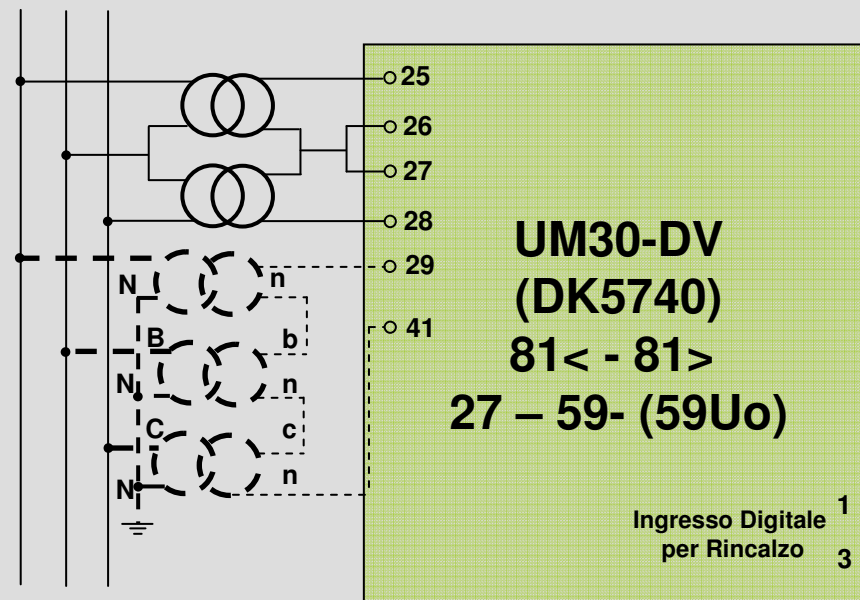 25
26
27
28
29
41
N
n
B
b
N
n
C
c
N
n
UM30-DV
(DK5740)
81< - 81>
27 – 59- (59Uo)
Ingresso Digitale
per Rincalzo
1
3